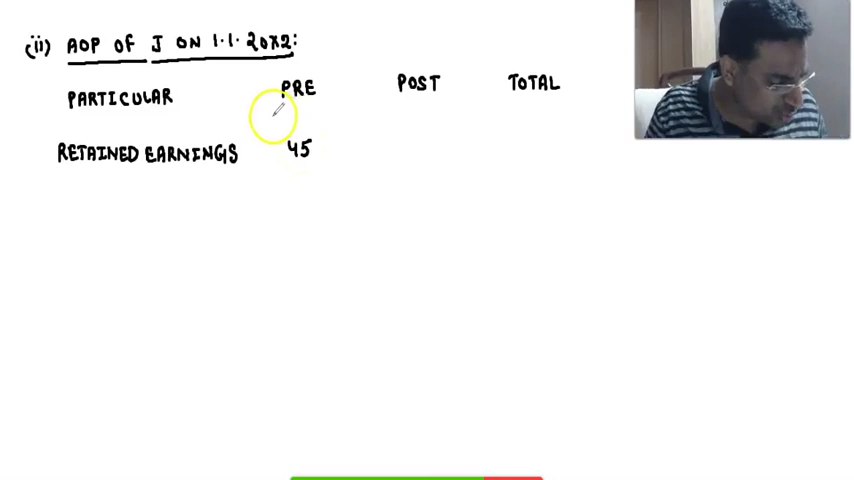 (ii) AOP OF J ON 1.1.20X2:
PARTICULAR PRE POST TOTAL
RETAINED EARNINGS 45